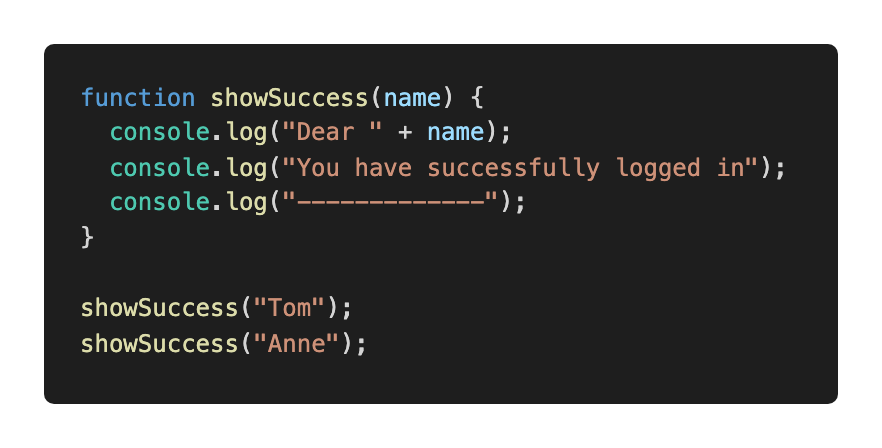 function showSuccess(name) {
  console.log("Dear " + name);
  console.log("You have successfully logged in");
  console.log("-------------");
}

showSuccess("Tom");
showSuccess("Anne");